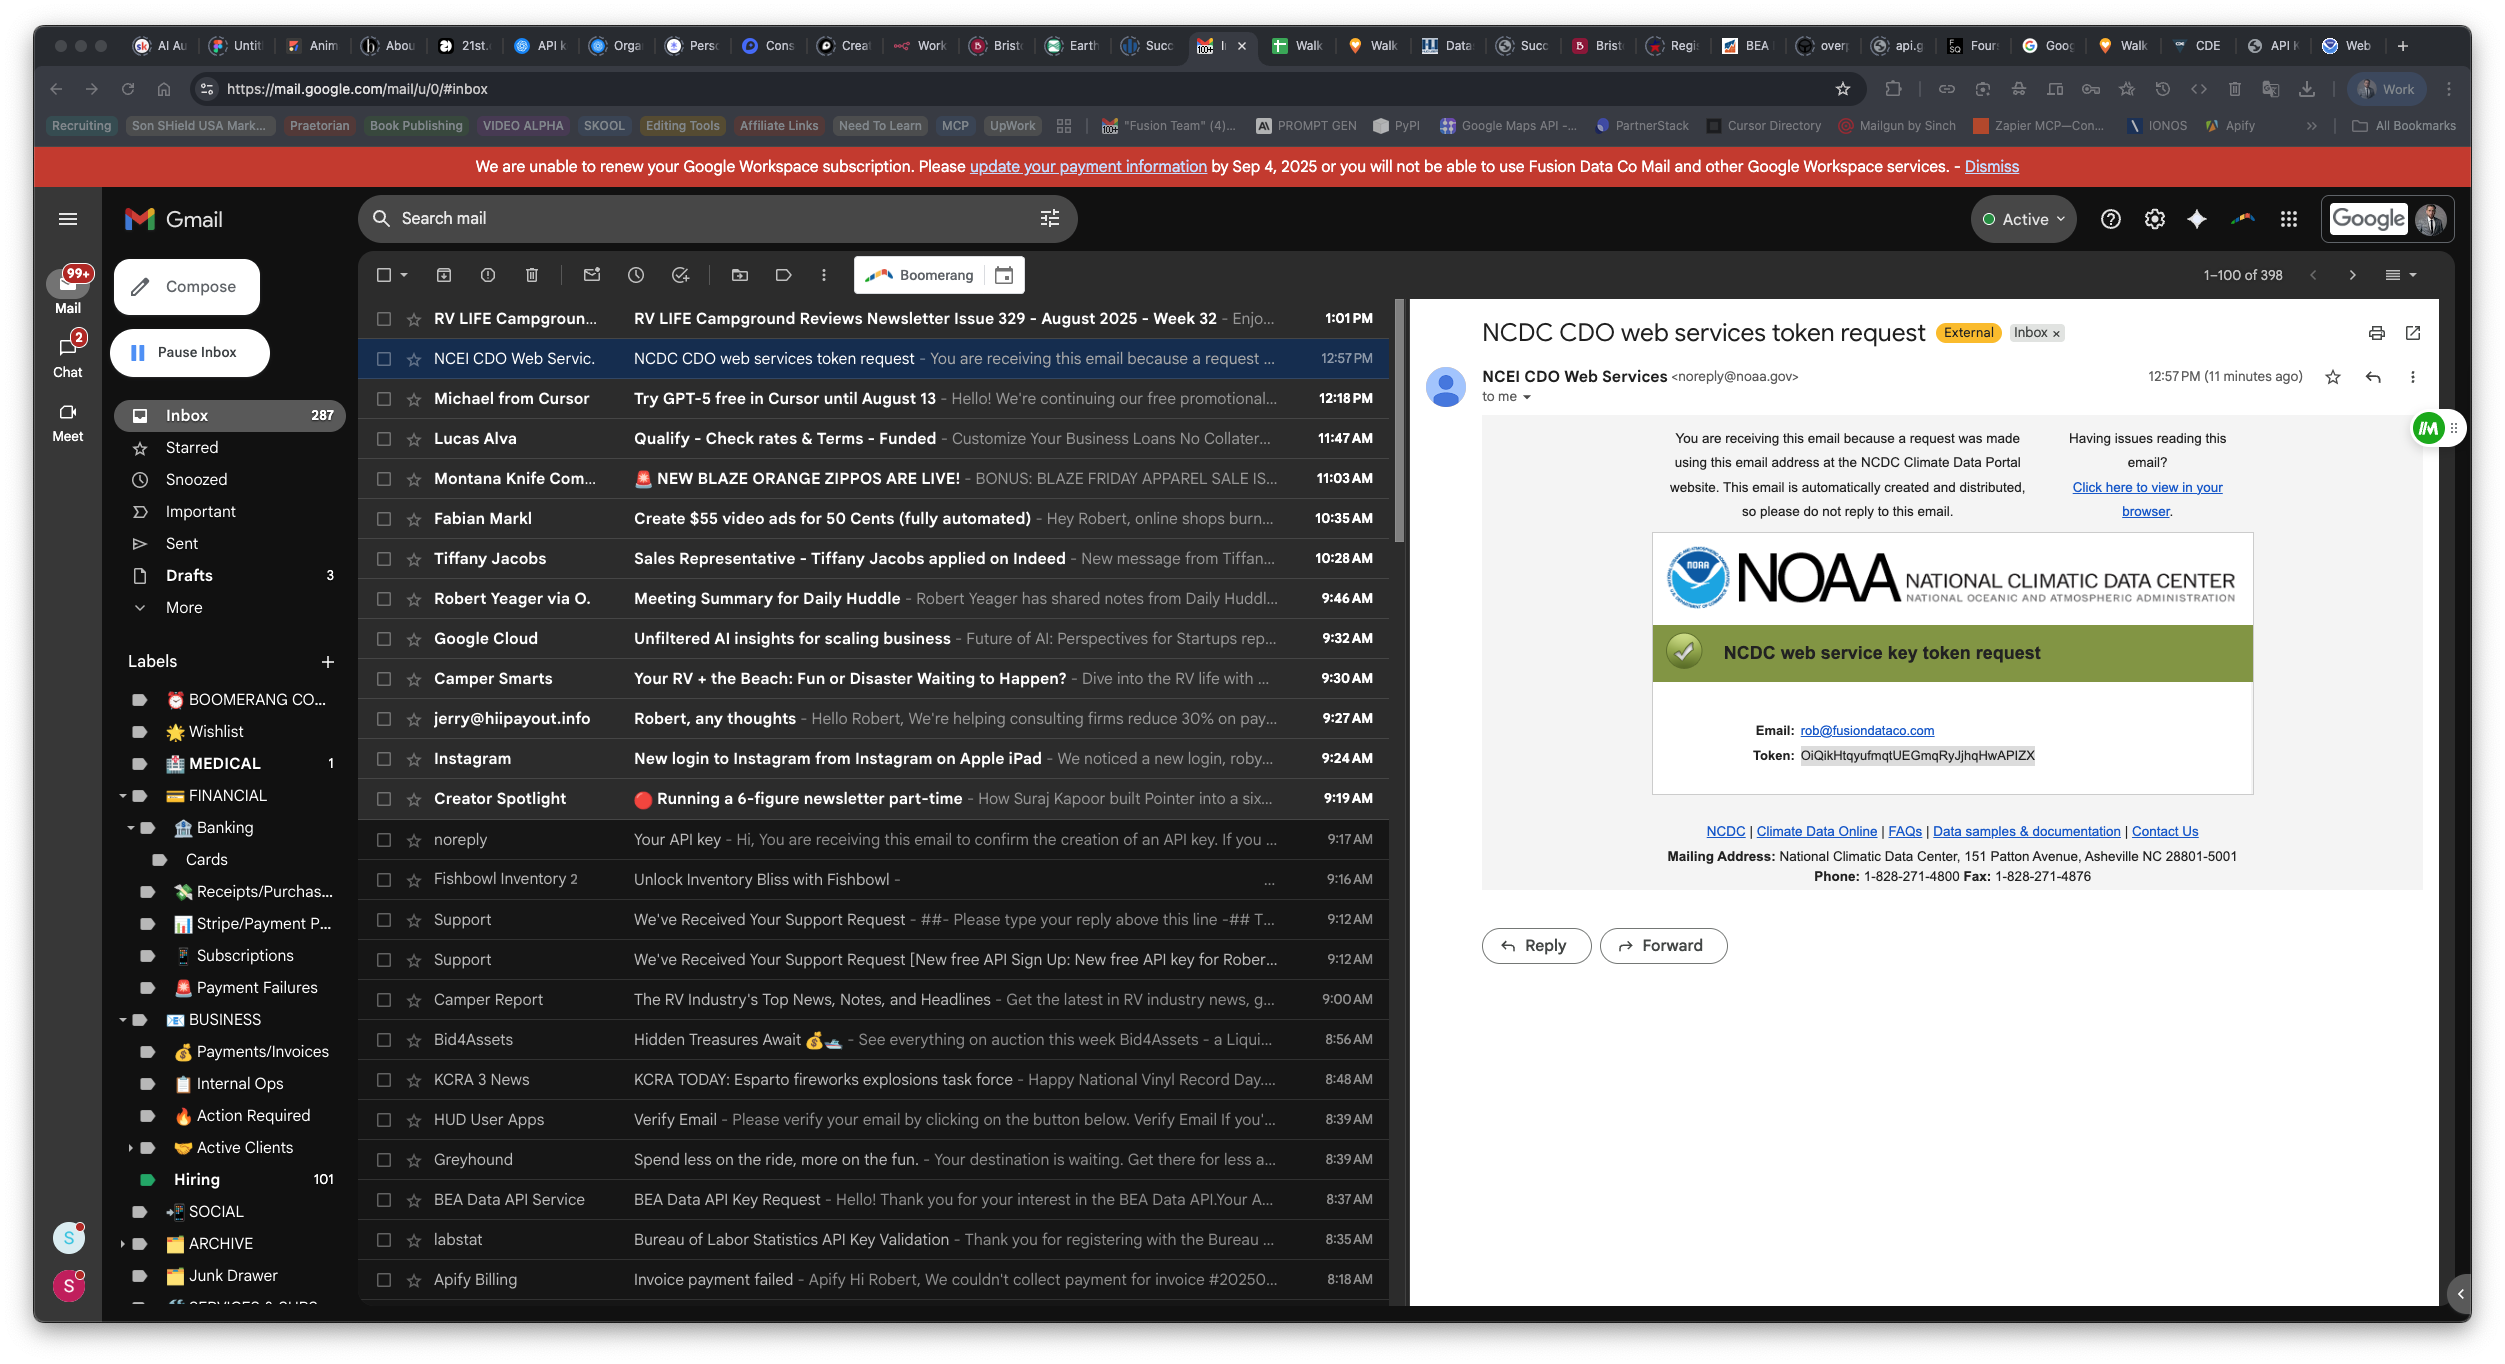 AI Au
Untit
Anim
Abou
21st.
API k
Orga
Perso
Cons
Creat
Work
Bristo
Earth
Succ
Walk
Walk
Data
Succ
Brist
Regis
BEA
over
api.g
Four
Goog
Walk
CDE
API K
Web
https://mail.google.com/mail/u/0/#inbox
Work
Recruiting
Son SHield USA Mark...
Praetorian
Book Publishing
VIDEO ALPHA
SKOOL
Editing Tools
Affiliate Links
Need To Learn
MCP
UpWork
"Fusion Team" (4)...
PROMPT GEN
PyPI
Google Maps API -...
PartnerStack
Cursor Directory
Mailgun by Sinch
Zapier MCP—Con...
IONOS
Apify
All Bookmarks
We are unable to renew your Google Workspace subscription. Please update your payment information by Sep 4, 2025 or you will not be able to use Fusion Data Co Mail and other Google Workspace services. - Dismiss
Gmail
Search mail
Active
Google
99+
Mail
2
Chat
Meet
Compose
Pause Inbox
Inbox 287
Starred
Snoozed
Important
Sent
Drafts 3
More
Labels
⏰ BOOMERANG CO...
🌟 Wishlist
🏥 MEDICAL 1
💳 FINANCIAL
🏦 Banking
Cards
💸 Receipts/Purchas...
📊 Stripe/Payment P...
📱 Subscriptions
🚨 Payment Failures
📧 BUSINESS
💰 Payments/Invoices
📋 Internal Ops
🔥 Action Required
🤝 Active Clients
Hiring 101
📲 SOCIAL
🗂️ ARCHIVE
🗂️ Junk Drawer
S
S
Boomerang
1–100 of 398
RV LIFE Campgroun... RV LIFE Campground Reviews Newsletter Issue 329 - August 2025 - Week 32 - Enjo... 1:01 PM
NCEI CDO Web Servic. NCDC CDO web services token request - You are receiving this email because a request ... 12:57 PM
Michael from Cursor Try GPT-5 free in Cursor until August 13 - Hello! We're continuing our free promotional... 12:18 PM
Lucas Alva Qualify - Check rates & Terms - Funded - Customize Your Business Loans No Collater... 11:47 AM
Montana Knife Com... 🚨 NEW BLAZE ORANGE ZIPPOS ARE LIVE! - BONUS: BLAZE FRIDAY APPAREL SALE IS... 11:03 AM
Fabian Markl Create $55 video ads for 50 Cents (fully automated) - Hey Robert, online shops burn... 10:35 AM
Tiffany Jacobs Sales Representative - Tiffany Jacobs applied on Indeed - New message from Tiffan... 10:28 AM
Robert Yeager via O. Meeting Summary for Daily Huddle - Robert Yeager has shared notes from Daily Huddl... 9:46 AM
Google Cloud Unfiltered AI insights for scaling business - Future of AI: Perspectives for Startups rep... 9:32 AM
Camper Smarts Your RV + the Beach: Fun or Disaster Waiting to Happen? - Dive into the RV life with ... 9:30 AM
jerry@hiipayout.info Robert, any thoughts - Hello Robert, We're helping consulting firms reduce 30% on pay... 9:27 AM
Instagram New login to Instagram from Instagram on Apple iPad - We noticed a new login, roby... 9:24 AM
Creator Spotlight 🔴 Running a 6-figure newsletter part-time - How Suraj Kapoor built Pointer into a six... 9:19 AM
noreply Your API key - Hi, You are receiving this email to confirm the creation of an API key. If you ... 9:17 AM
Fishbowl Inventory 2 Unlock Inventory Bliss with Fishbowl - ... 9:16 AM
Support We've Received Your Support Request - ##- Please type your reply above this line -## T... 9:12 AM
Support We've Received Your Support Request [New free API Sign Up: New free API key for Rober... 9:12 AM
Camper Report The RV Industry's Top News, Notes, and Headlines - Get the latest in RV industry news, g... 9:00 AM
Bid4Assets Hidden Treasures Await 💰🛥️ - See everything on auction this week Bid4Assets - a Liqui... 8:56 AM
KCRA 3 News KCRA TODAY: Esparto fireworks explosions task force - Happy National Vinyl Record Day.... 8:48 AM
HUD User Apps Verify Email - Please verify your email by clicking on the button below. Verify Email If you'... 8:39 AM
Greyhound Spend less on the ride, more on the fun. - Your destination is waiting. Get there for less a... 8:39 AM
BEA Data API Service BEA Data API Key Request - Hello! Thank you for your interest in the BEA Data API.Your A... 8:37 AM
labstat Bureau of Labor Statistics API Key Validation - Thank you for registering with the Bureau ... 8:35 AM
Apify Billing Invoice payment failed - Apify Hi Robert, We couldn't collect payment for invoice #20250... 8:18 AM
NCDC CDO web services token request External Inbox ×
NCEI CDO Web Services <noreply@noaa.gov> 12:57 PM (11 minutes ago)
to me
You are receiving this email because a request was made
using this email address at the NCDC Climate Data Portal
website. This email is automatically created and distributed,
so please do not reply to this email.
Having issues reading this
email?
Click here to view in your
browser.
NOAA NATIONAL CLIMATIC DATA CENTER
NATIONAL OCEANIC AND ATMOSPHERIC ADMINISTRATION
NCDC web service key token request
Email: rob@fusiondataco.com
Token: OiQikHtqyufmqtUEGmqRyJjhqHwAPIZX
NCDC | Climate Data Online | FAQs | Data samples & documentation | Contact Us
Mailing Address: National Climatic Data Center, 151 Patton Avenue, Asheville NC 28801-5001
Phone: 1-828-271-4800 Fax: 1-828-271-4876
Reply
Forward